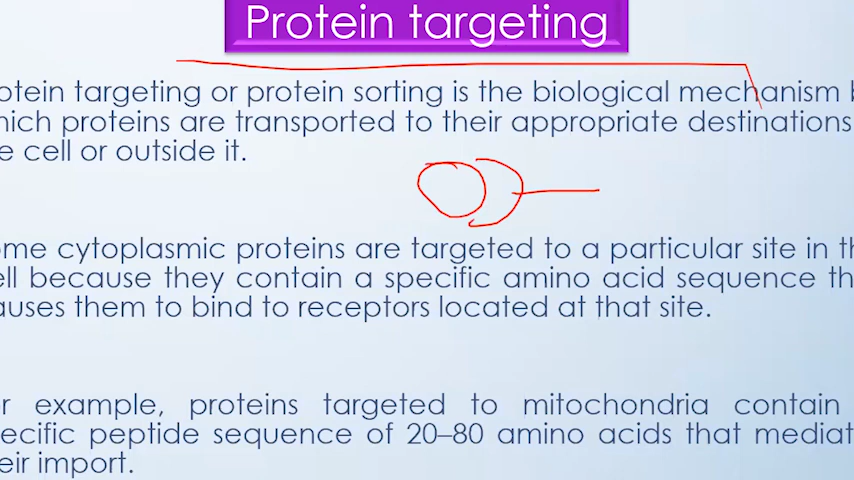 Protein targeting
otein targeting or protein sorting is the biological mechanism b
hich proteins are transported to their appropriate destinations
e cell or outside it.
ome cytoplasmic proteins are targeted to a particular site in th
ell because they contain a specific amino acid sequence th
auses them to bind to receptors located at that site.
or example, proteins targeted to mitochondria contain
pecific peptide sequence of 20–80 amino acids that mediat
eir import.